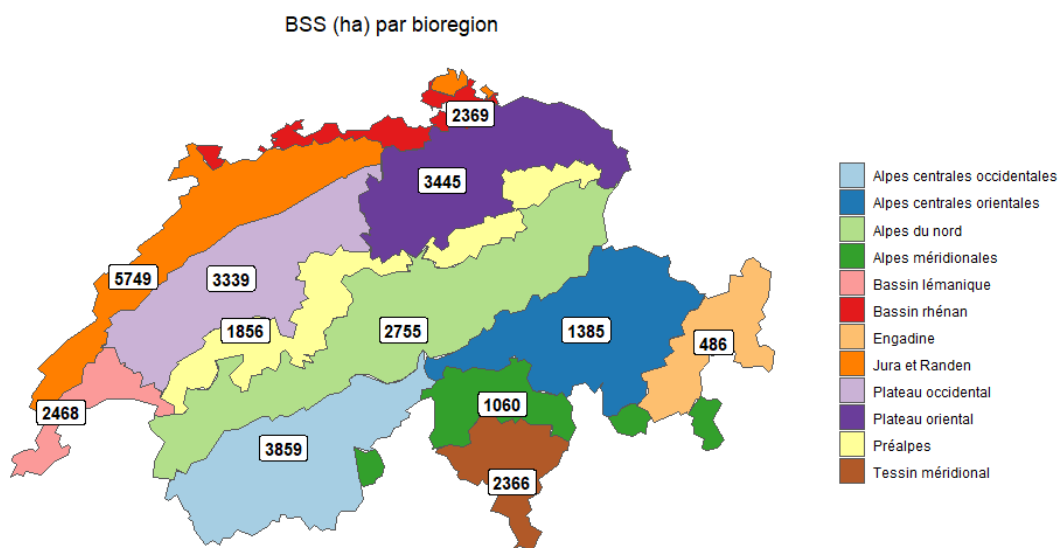 BSS (ha) par bioregion
2369
3445
5749
3339
1856
2755
1385
486
2468
1060
3859
2366
Alpes centrales occidentales
Alpes centrales orientales
Alpes du nord
Alpes méridionales
Bassin lémanique
Bassin rhénan
Engadine
Jura et Randen
Plateau occidental
Plateau oriental
Préalpes
Tessin méridional